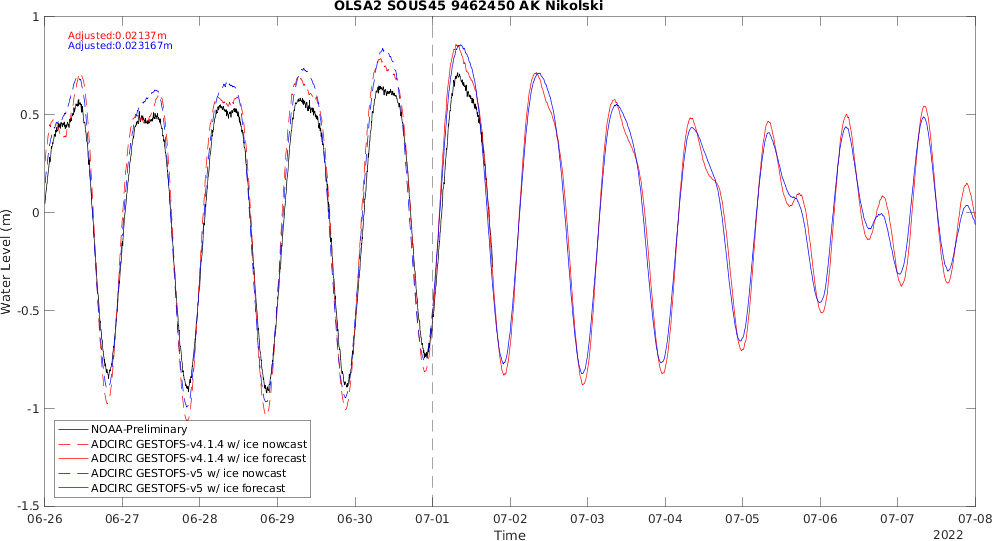 OLSA2 SOUS45 9462450 AK Nikolski
Adjusted:0.02137m
Adjusted:0.023167m
1
0.5
0
-0.5
-1
-1.5
Water Level (m)
NOAA-Preliminary
ADCIRC GESTOFS-v4.1.4 w/ ice nowcast
ADCIRC GESTOFS-v4.1.4 w/ ice forecast
ADCIRC GESTOFS-v5 w/ ice nowcast
ADCIRC GESTOFS-v5 w/ ice forecast
06-26 06-27 06-28 06-29 06-30 07-01 07-02 07-03 07-04 07-05 07-06 07-07 07-08
Time
2022